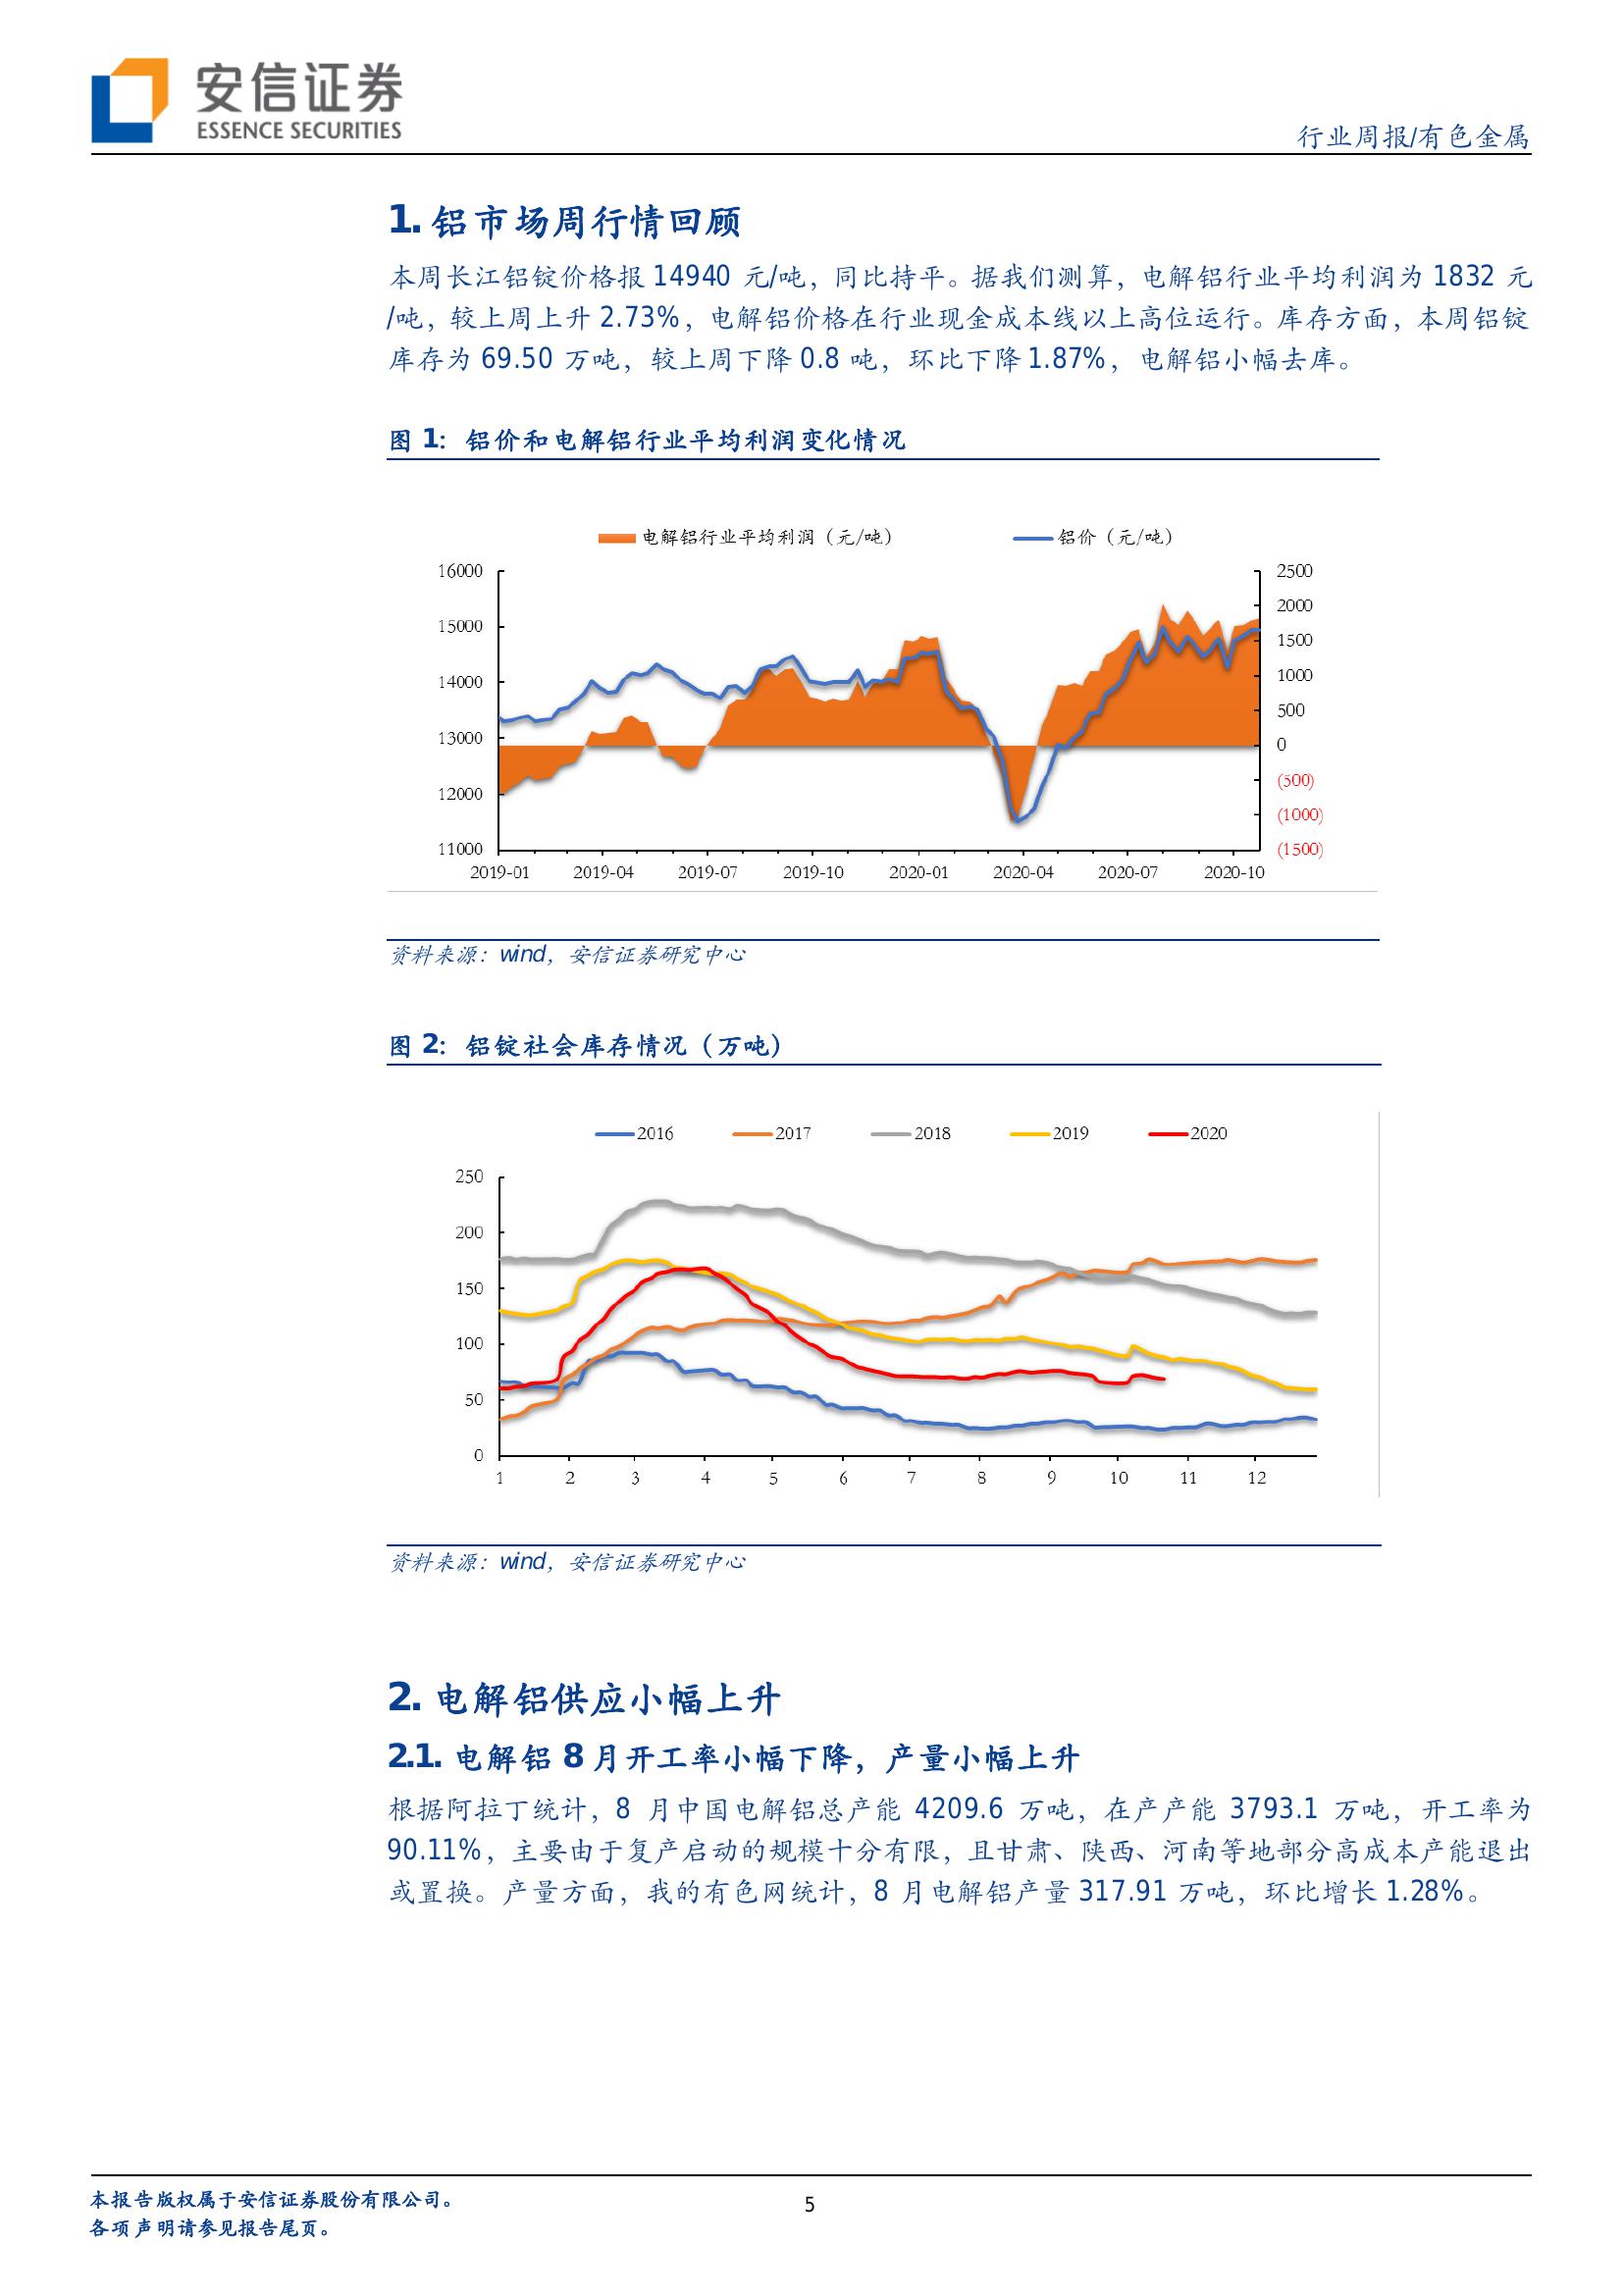 安信证券
ESSENCE SECURITIES
行业周报/有色金属
1. 铝市场周行情回顾
本周长江铝锭价格报 14940 元/吨，同比持平。据我们测算，电解铝行业平均利润为 1832 元
/吨，较上周上升 2.73%，电解铝价格在行业现金成本线以上高位运行。库存方面，本周铝锭
库存为 69.50 万吨，较上周下降 0.8 吨，环比下降 1.87%，电解铝小幅去库。
图 1：铝价和电解铝行业平均利润变化情况
电解铝行业平均利润（元/吨） 铝价（元/吨）
16000 2500
2000
15000 1500
14000 1000
500
13000 0
(500)
12000 (1000)
11000 (1500)
2019-01 2019-04 2019-07 2019-10 2020-01 2020-04 2020-07 2020-10
资料来源：wind，安信证券研究中心
图 2：铝锭社会库存情况（万吨）
2016 2017 2018 2019 2020
250
200
150
100
50
0
1 2 3 4 5 6 7 8 9 10 11 12
资料来源：wind，安信证券研究中心
2. 电解铝供应小幅上升
2.1. 电解铝 8 月开工率小幅下降，产量小幅上升
根据阿拉丁统计，8 月中国电解铝总产能 4209.6 万吨，在产产能 3793.1 万吨，开工率为
90.11%，主要由于复产启动的规模十分有限，且甘肃、陕西、河南等地部分高成本产能退出
或置换。产量方面，我的有色网统计，8 月电解铝产量 317.91 万吨，环比增长 1.28%。
本报告版权属于安信证券股份有限公司。
5
各项声明请参见报告尾页。